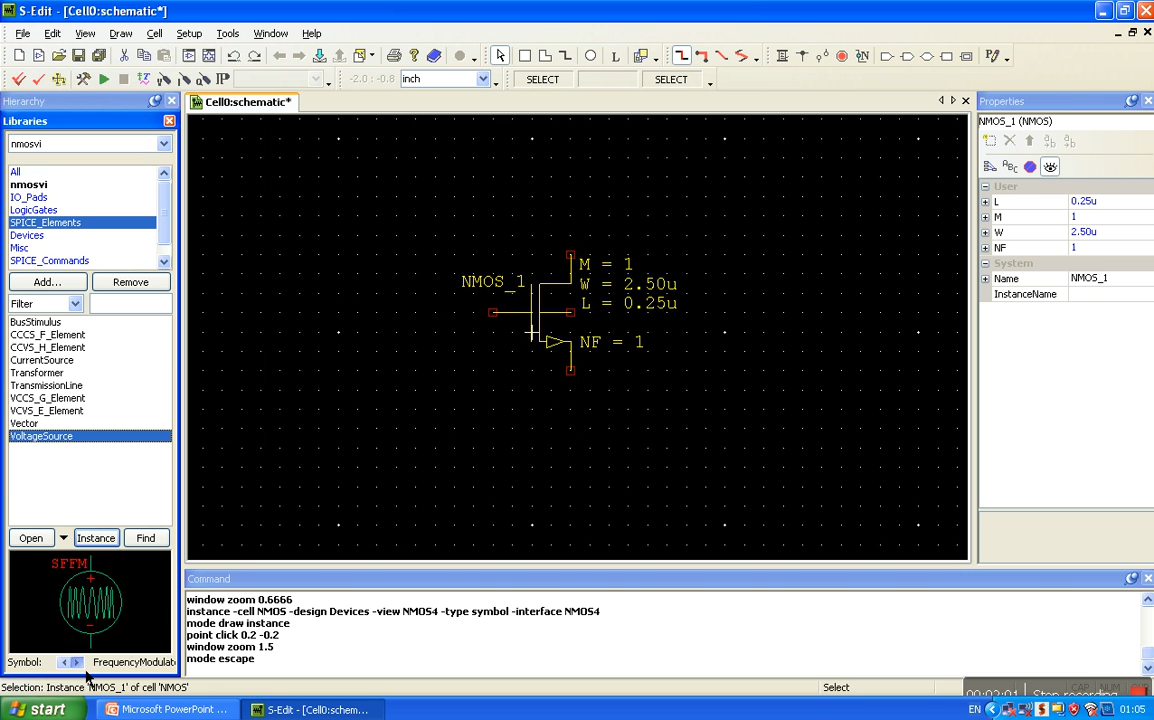 S-Edit - [Cell0:schematic*]
File Edit View Draw Cell Setup Tools Window Help
-2.0 : -0.8 inch SELECT SELECT
Hierarchy
Cell0:schematic*
Properties
Libraries
NMOS_1 (NMOS)
nmosvi
All
nmosvi
IO_Pads
LogicGates
SPICE_Elements
Devices
Misc
SPICE_Commands
Add... Remove
Filter
BusStimulus
CCCS_F_Element
CCVS_H_Element
CurrentSource
Transformer
TransmissionLine
VCCS_G_Element
VCVS_E_Element
Vector
VoltageSource
Open Instance Find
SFFM
Symbol: FrequencyModulat
NMOS_1
M = 1
W = 2.50u
L = 0.25u
NF = 1
User
L 0.25u
M 1
W 2.50u
NF 1
System
Name NMOS_1
InstanceName
Command
window zoom 0.6666
instance -cell NMOS -design Devices -view NMOS4 -type symbol -interface NMOS4
mode draw instance
point click 0.2 -0.2
window zoom 1.5
mode escape
Selection: Instance 'NMOS_1' of cell 'NMOS' Select
start Microsoft PowerPoint ... S-Edit - [Cell0:schem... EN 01:05